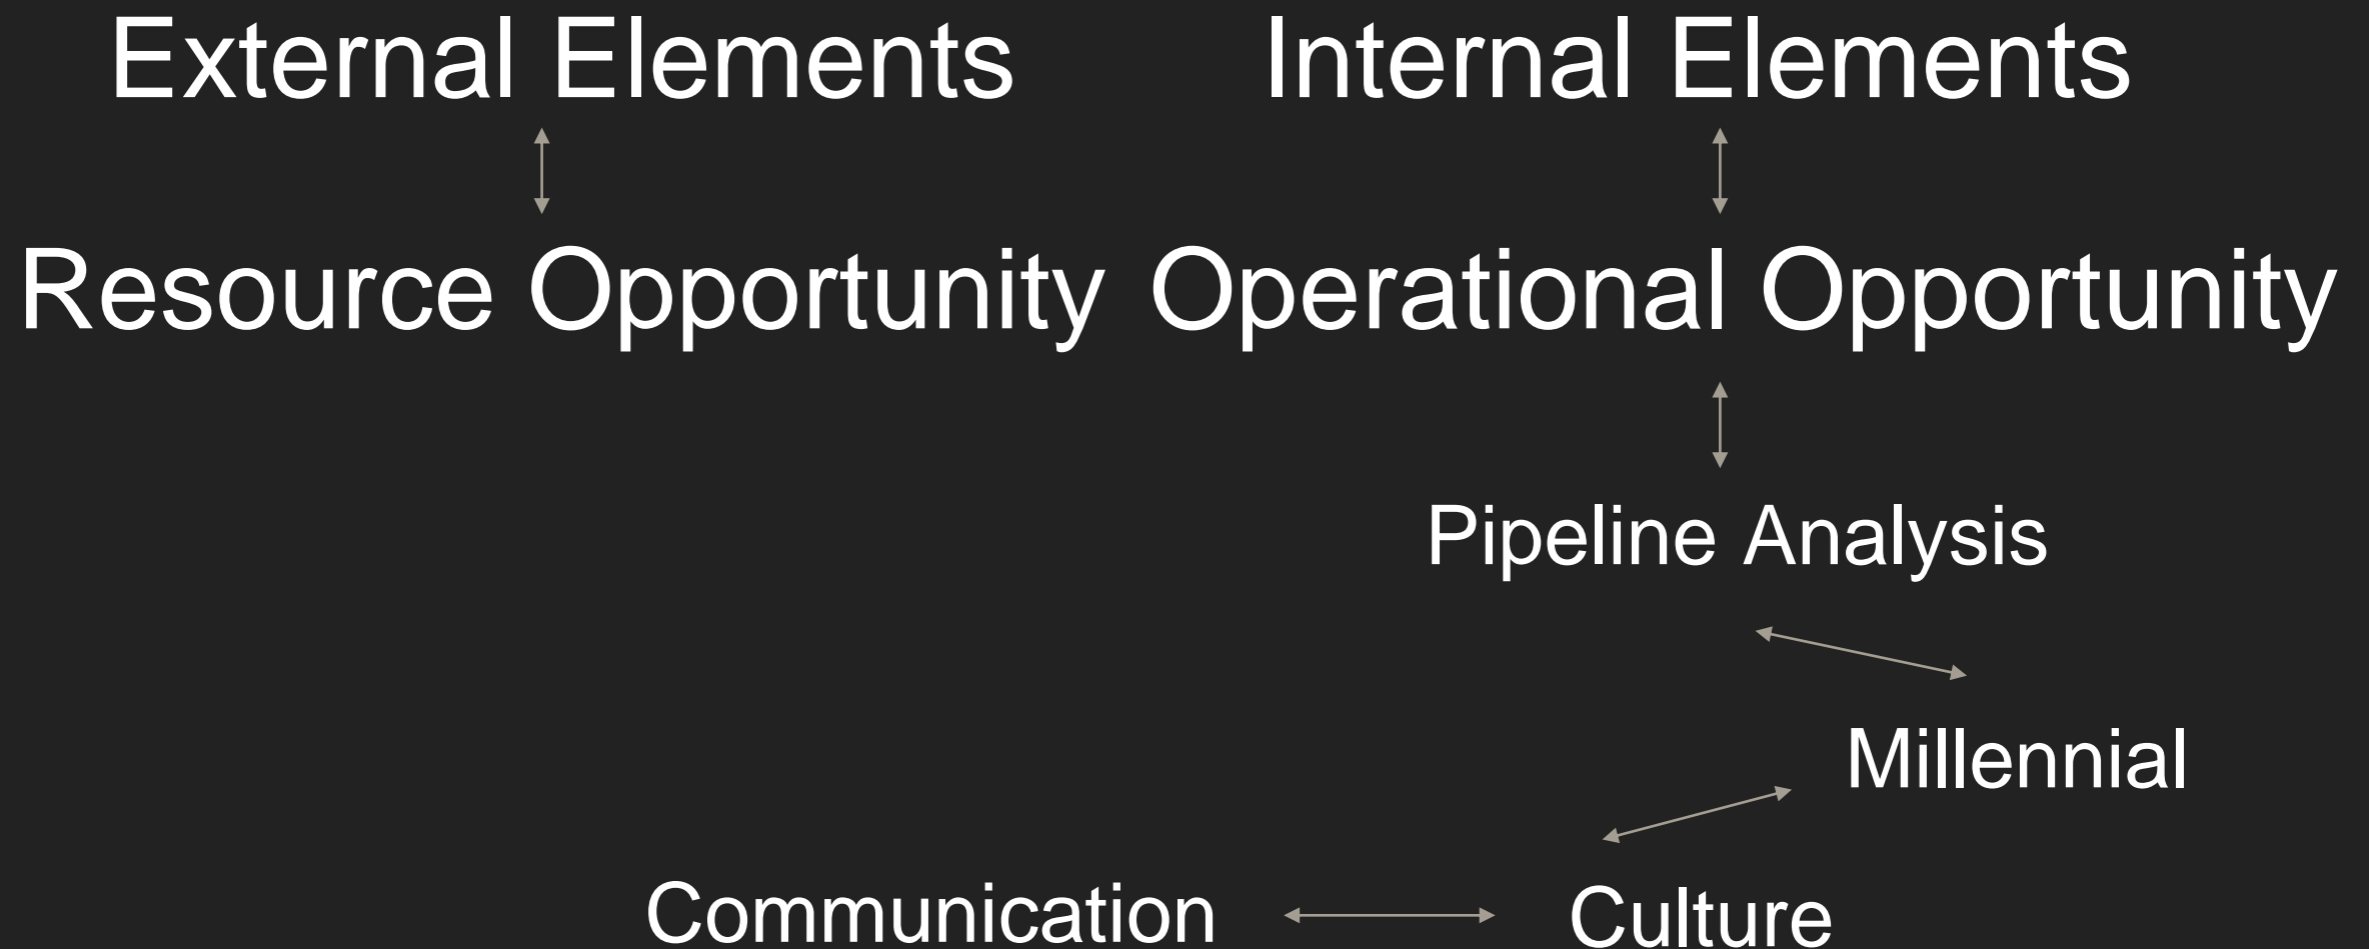 External Elements
Internal Elements
Resource Opportunity
Operational Opportunity
Pipeline Analysis
Millennial
Communication
Culture